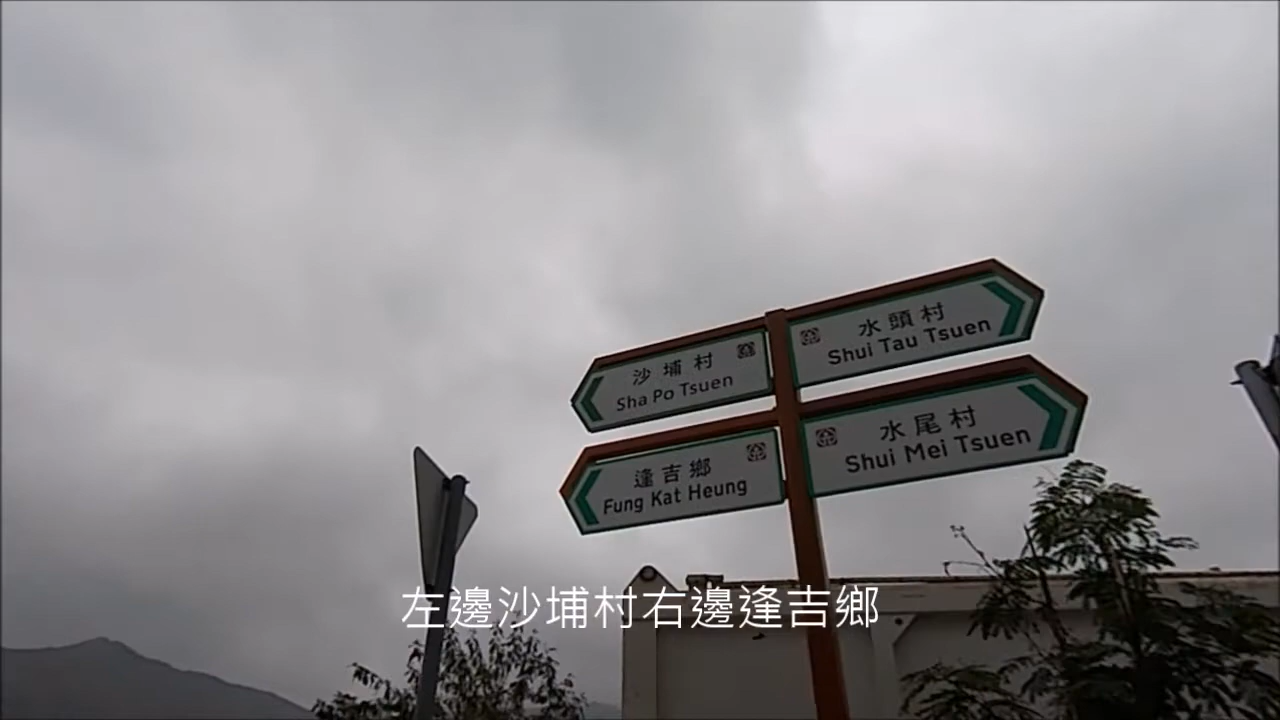 沙埔村
Sha Po Tsuen
水頭村
Shui Tau Tsuen
逢吉鄉
Fung Kat Heung
水尾村
Shui Mei Tsuen
左邊沙埔村右邊逢吉鄉